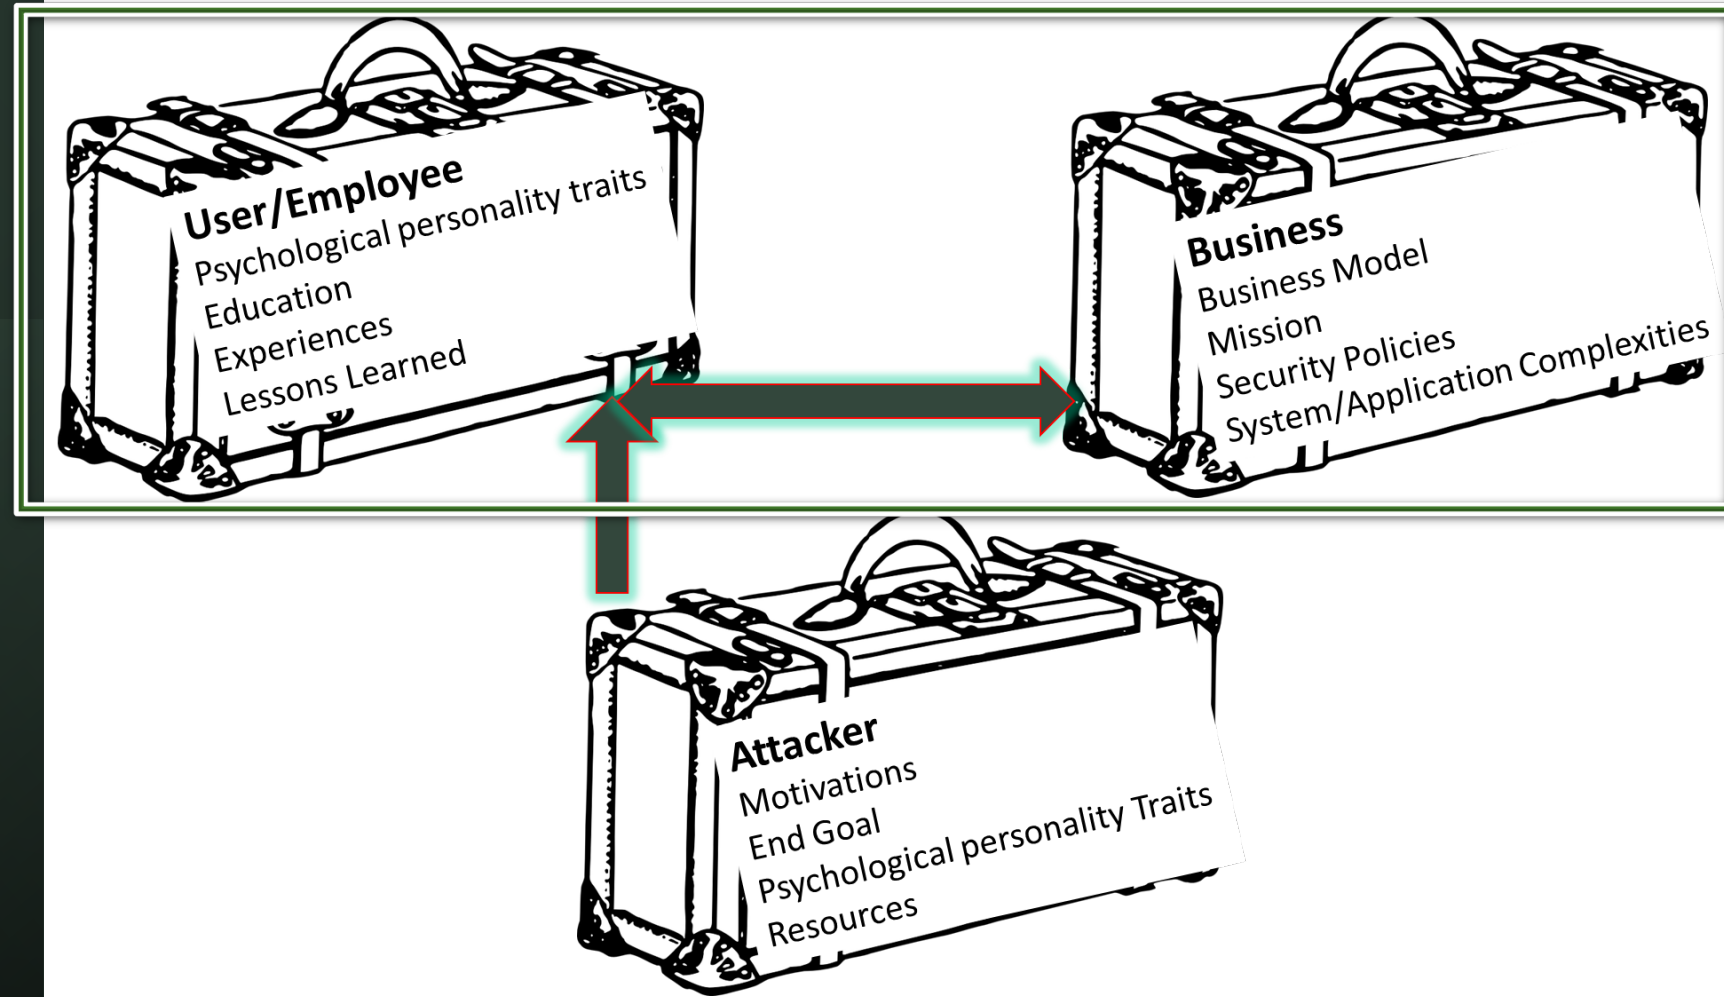 User/Employee
Psychological personality traits
Education
Experiences
Lessons Learned
Business
Business Model
Mission
Security Policies
System/Application Complexities
Attacker
Motivations
End Goal
Psychological personality Traits
Resources